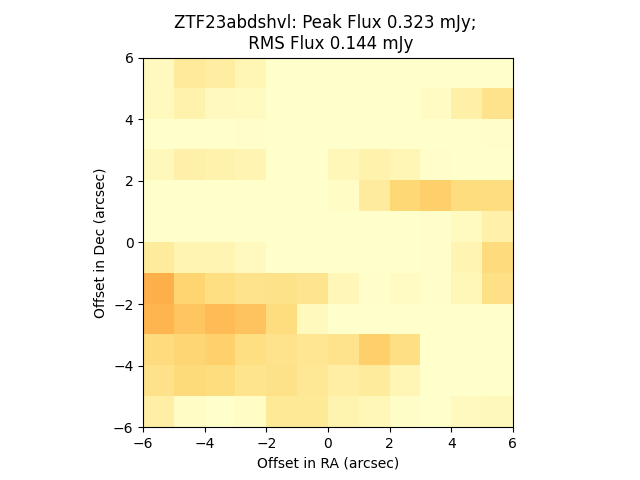 ZTF23abdshvl: Peak Flux 0.323 mJy;
RMS Flux 0.144 mJy
6
4
2
0
−2
−4
−6
Offset in Dec (arcsec)
−6 −4 −2 0 2 4 6
Offset in RA (arcsec)